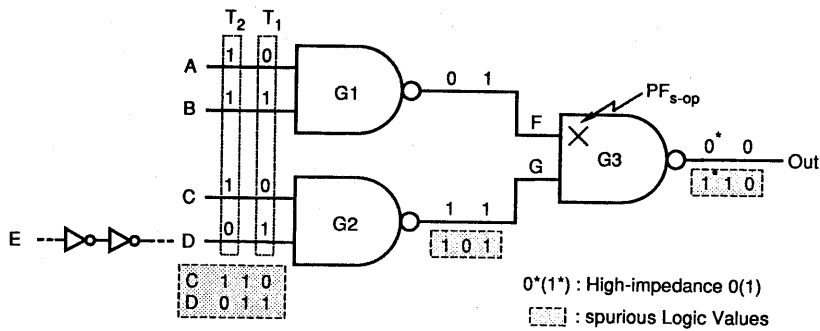 T2 T1
A 1 0
B 1 1
G1
0 1
PFs-op
F
G
G3
0* 0
Out
1* 1 0
C 1 0
D 0 1
G2
1 1
1 0 1
E
C 1 1 0
D 0 1 1
0*(1*) : High-impedance 0(1)
: spurious Logic Values